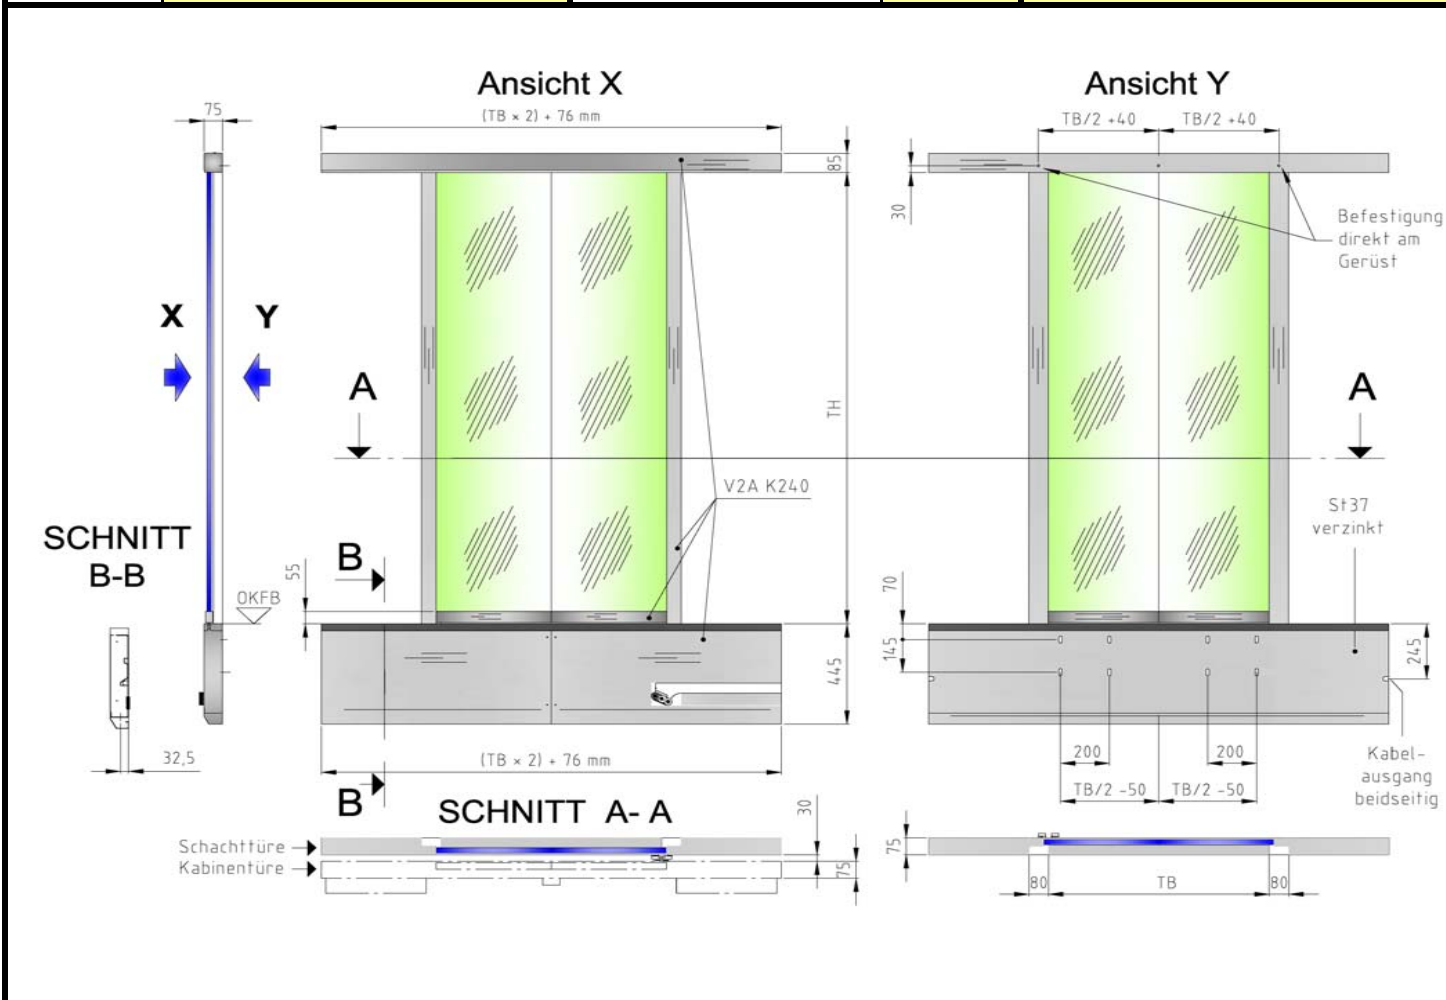 Ansicht X
(TB × 2) + 76 mm
75
85
TH
X
Y
A
V2A K240
SCHNITT
B-B
OKFB
55
B
445
32,5
(TB × 2) + 76 mm
B
Ansicht Y
TB/2 +40
TB/2 +40
30
Befestigung
direkt am
Gerüst
A
St37
verzinkt
70
145
245
200
200
TB/2 -50
TB/2 -50
Kabel-
ausgang
beidseitig
SCHNITT A- A
30
Schachttüre
Kabinentüre
75
75
80
TB
80